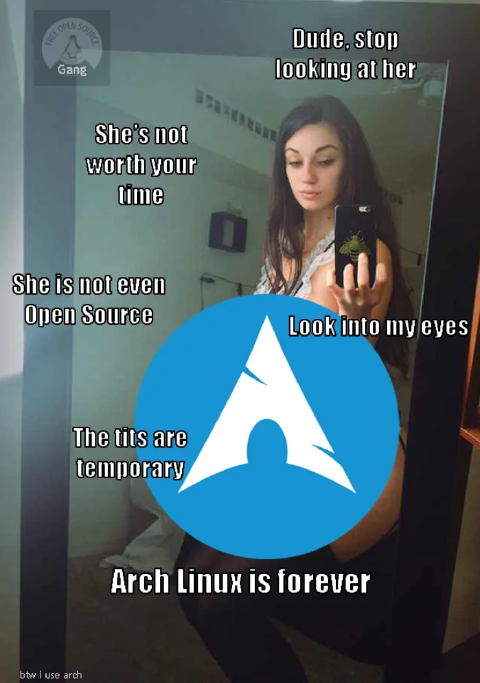 FREE OPEN SOURCE
Gang
Dude, stop
looking at her
She's not
worth your
time
She is not even
Open Source
Look into my eyes
The tits are
temporary
Arch Linux is forever
btw I use arch